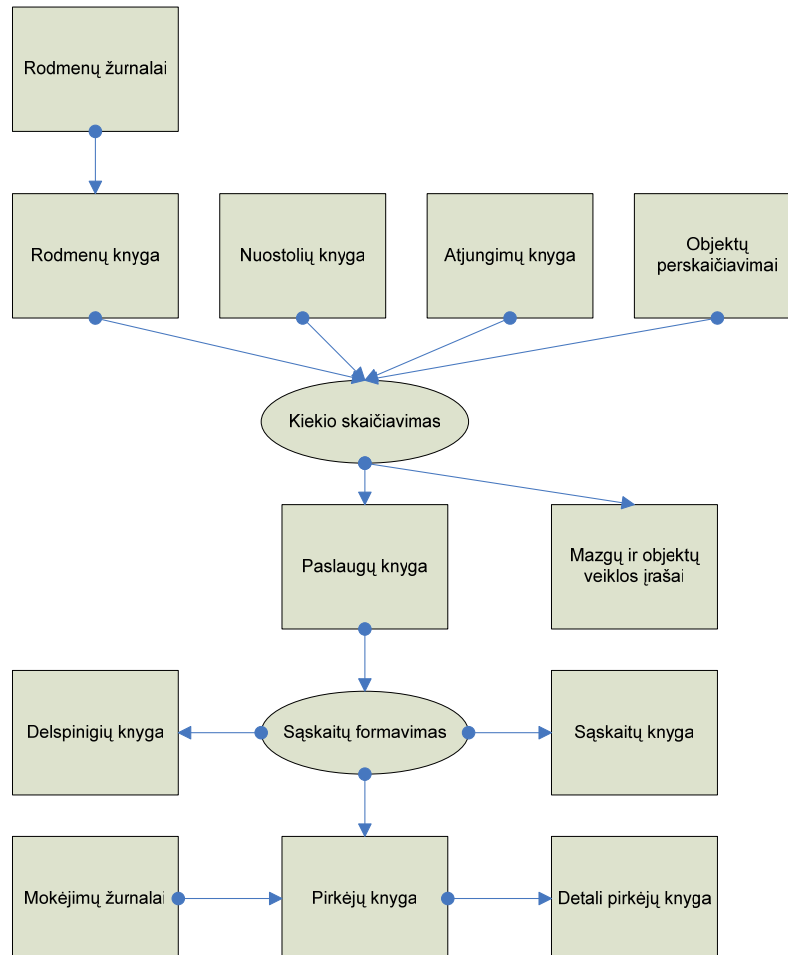 Rodmenų žurnalai
Rodmenų knyga
Nuostolių knyga
Atjungimų knyga
Objektų
perskaičiavimai
Kiekio skaičiavimas
Paslaugų knyga
Mazgų ir objektų
veiklos įrašai
Delspinigių knyga
Sąskaitų formavimas
Sąskaitų knyga
Mokėjimų žurnalai
Pirkėjų knyga
Detali pirkėjų knyga